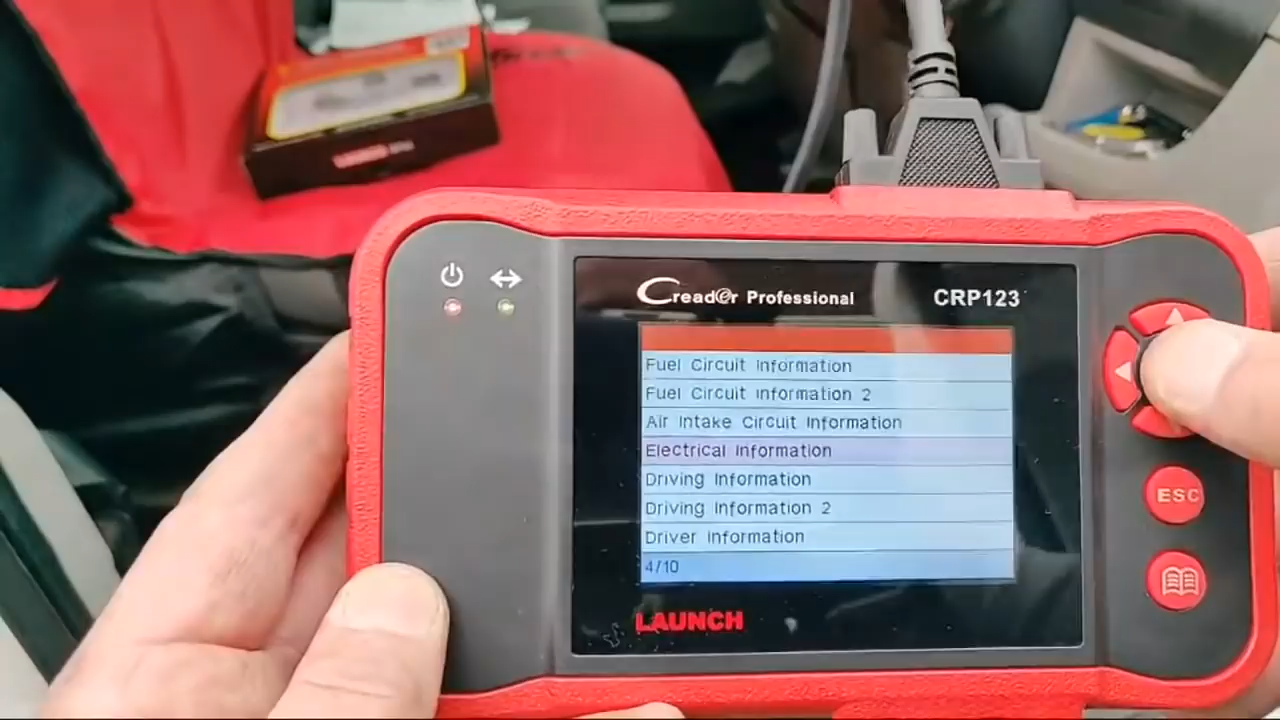 Creader Professional
CRP123
Fuel Circuit Information
Fuel Circuit Information 2
Air Intake Circuit Information
Electrical Information
Driving Information
Driving Information 2
Driver Information
4/10
LAUNCH
ESC